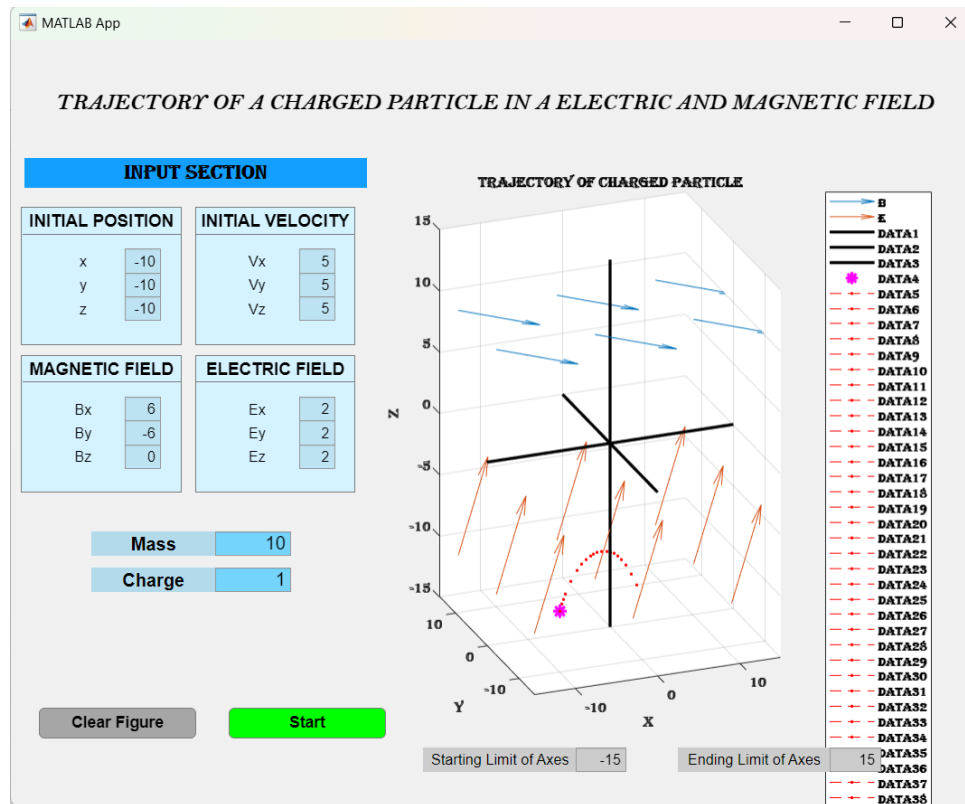 MATLAB App
TRAJECTORY OF A CHARGED PARTICLE IN A ELECTRIC AND MAGNETIC FIELD
INPUT SECTION
INITIAL POSITION
x -10
y -10
z -10
INITIAL VELOCITY
Vx 5
Vy 5
Vz 5
MAGNETIC FIELD
Bx 6
By -6
Bz 0
ELECTRIC FIELD
Ex 2
Ey 2
Ez 2
Mass 10
Charge 1
Clear Figure
Start
TRAJECTORY OF CHARGED PARTICLE
15
10
5
0
-5
-10
-15
Z
10
0
-10
Y
-10
0
10
X
B
E
DATA1
DATA2
DATA3
DATA4
DATA5
DATA6
DATA7
DATA8
DATA9
DATA10
DATA11
DATA12
DATA13
DATA14
DATA15
DATA16
DATA17
DATA18
DATA19
DATA20
DATA21
DATA22
DATA23
DATA24
DATA25
DATA26
DATA27
DATA28
DATA29
DATA30
DATA31
DATA32
DATA33
DATA34
DATA35
DATA36
DATA37
DATA38
Starting Limit of Axes -15
Ending Limit of Axes 15